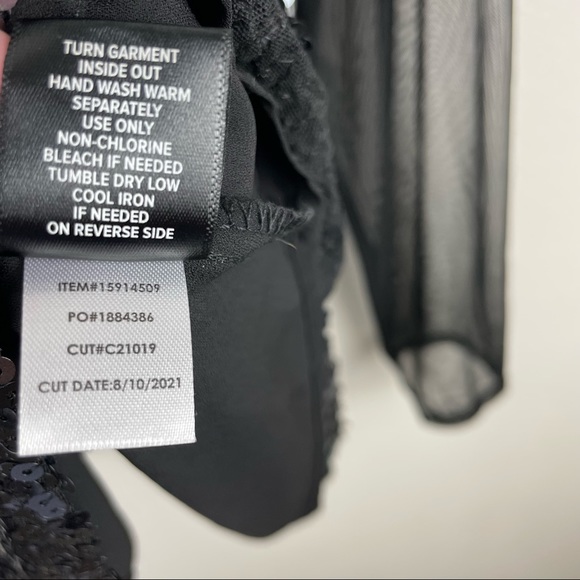 TURN GARMENT
INSIDE OUT
HAND WASH WARM
SEPARATELY
USE ONLY
NON-CHLORINE
BLEACH IF NEEDED
TUMBLE DRY LOW
COOL IRON
IF NEEDED
ON REVERSE SIDE
ITEM#15914509
PO#1884386
CUT#C21019
CUT DATE:8/10/2021